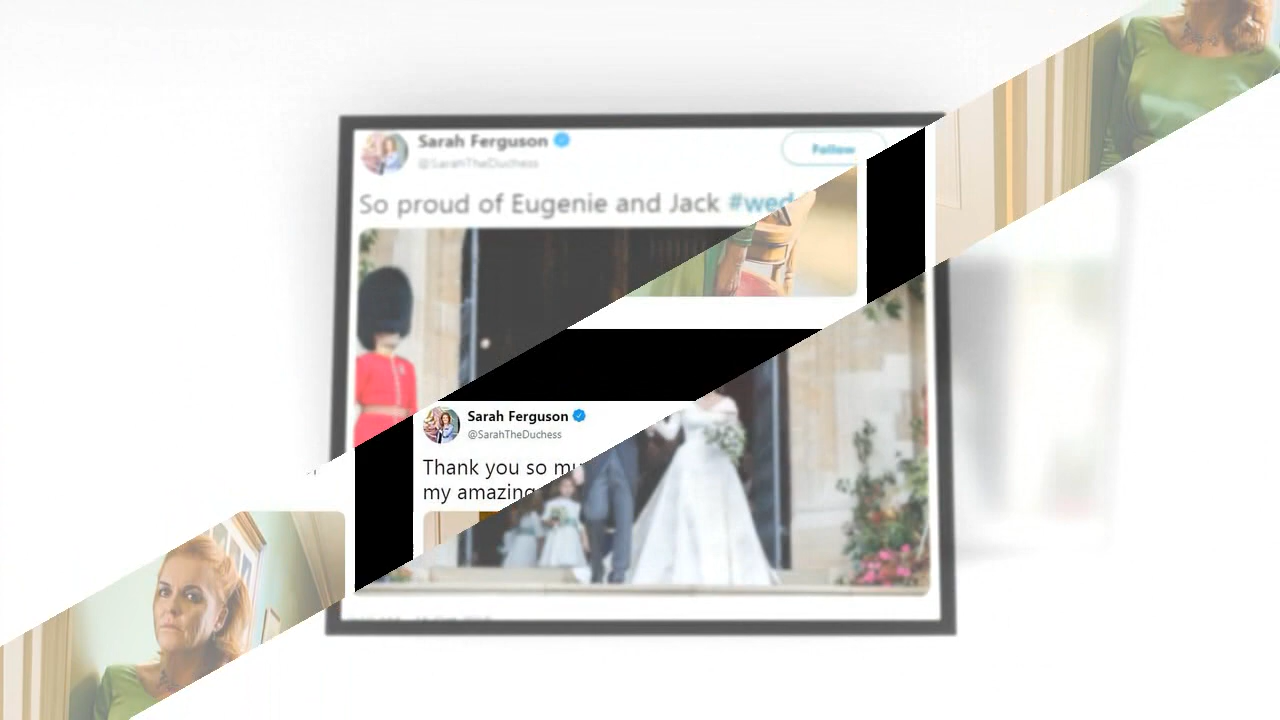 Sarah Ferguson
@SarahTheDuchess
Follow
So proud of Eugenie and Jack #wed
Sarah Ferguson
@SarahTheDuchess
Thank you so mu
my amazing